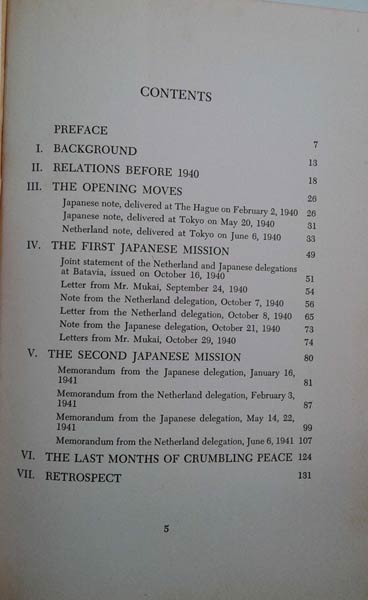 CONTENTS
PREFACE 7
I. BACKGROUND 13
II. RELATIONS BEFORE 1940 18
III. THE OPENING MOVES 26
Japanese note, delivered at The Hague on February 2, 1940 26
Japanese note, delivered at Tokyo on May 20, 1940 31
Netherland note, delivered at Tokyo on June 6, 1940 33
IV. THE FIRST JAPANESE MISSION 49
Joint statement of the Netherland and Japanese delegations
at Batavia, issued on October 16, 1940 51
Letter from Mr. Mukai, September 24, 1940 54
Note from the Netherland delegation, October 7, 1940 56
Letter from the Netherland delegation, October 8, 1940 65
Note from the Japanese delegation, October 21, 1940 73
Letters from Mr. Mukai, October 29, 1940 74
V. THE SECOND JAPANESE MISSION 80
Memorandum from the Japanese delegation, January 16,
1941 81
Memorandum from the Netherland delegation, February 3,
1941 87
Memorandum from the Japanese delegation, May 14, 22,
1941 99
Memorandum from the Netherland delegation, June 6, 1941 107
VI. THE LAST MONTHS OF CRUMBLING PEACE 124
VII. RETROSPECT 131
5